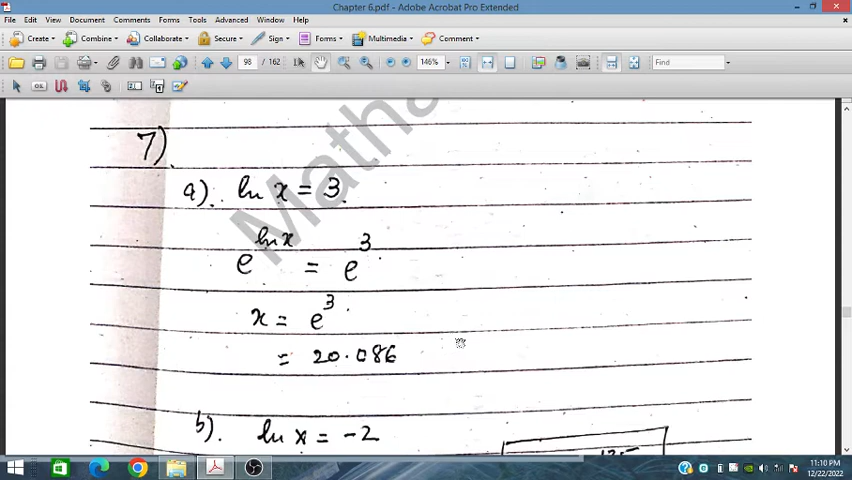 Chapter 6.pdf - Adobe Acrobat Pro Extended
File Edit View Document Comments Forms Tools Advanced Window Help
Create Combine Collaborate Secure Sign Forms Multimedia Comment
98 / 162 146% Find
7)
a). ln x = 3.
e^{ln x} = e^3
x = e^3
= 20.086
b). ln x = -2
11:10 PM
12/22/2022